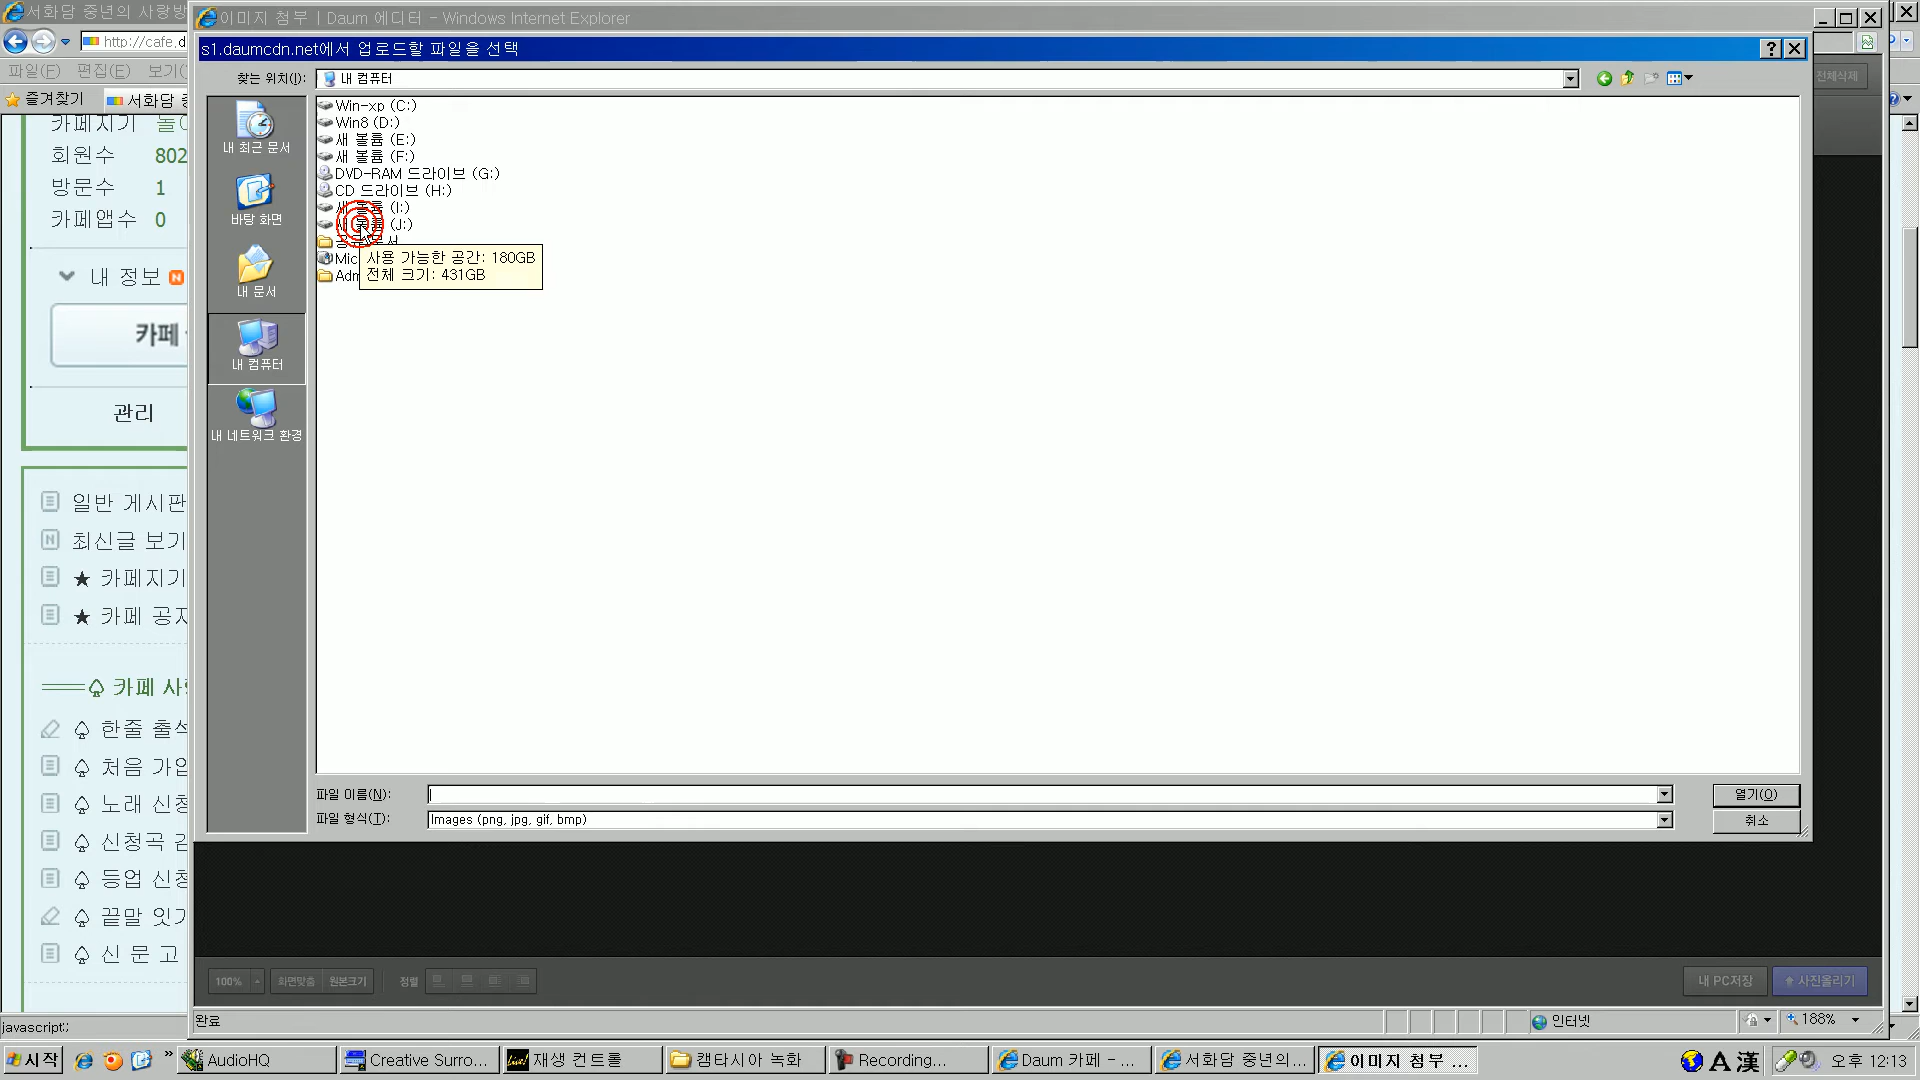 서화담 중년의 사랑방
이미지 첨부 | Daum 에디터 - Windows Internet Explorer
http://cafe.d
파일(F) 편집(E) 보기(
즐겨찾기
서화담 중
전체삭제
s1.daumcdn.net에서 업로드할 파일을 선택
찾는 위치(I):
내 컴퓨터
내 최근 문서
바탕 화면
내 문서
내 컴퓨터
내 네트워크 환경
Win-xp (C:)
Win8 (D:)
새 볼륨 (E:)
새 볼륨 (F:)
DVD-RAM 드라이브 (G:)
CD 드라이브 (H:)
새 볼륨 (I:)
새 볼륨 (J:)
Mic
Adm
사용 가능한 공간: 180GB
전체 크기: 431GB
파일 이름(N):
열기(O)
파일 형식(T):
Images (png, jpg, gif, bmp)
취소
카페지기
회원수 802
방문수 1
카페앱수 0
내 정보 N
카페
관리
일반 게시판
최신글 보기
★ 카페지기
★ 카페 공지
카페 사
한줄 출석
처음 가입
노래 신청
신청곡
등업 신청
끝말 잇기
신 문 고
100%
화면맞춤 원본크기
정렬
내 PC저장
사진올리기
javascript:;
완료
인터넷
188%
시작
»
AudioHQ
Creative Surro...
재생 컨트롤
캠타시아 녹화
Recording...
Daum 카페 - ...
서화담 중년의...
이미지 첨부 ...
A 漢
오후 12:13